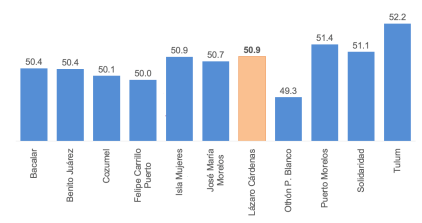 50.4
50.4
50.1
50.0
50.9
50.7
50.9
49.3
51.4
51.1
52.2
Bacalar
Benito Juárez
Cozumel
Felipe Carrillo
Puerto
Isla Mujeres
José María
Morelos
Lázaro Cárdenas
Othón P. Blanco
Puerto Morelos
Solidaridad
Tulum